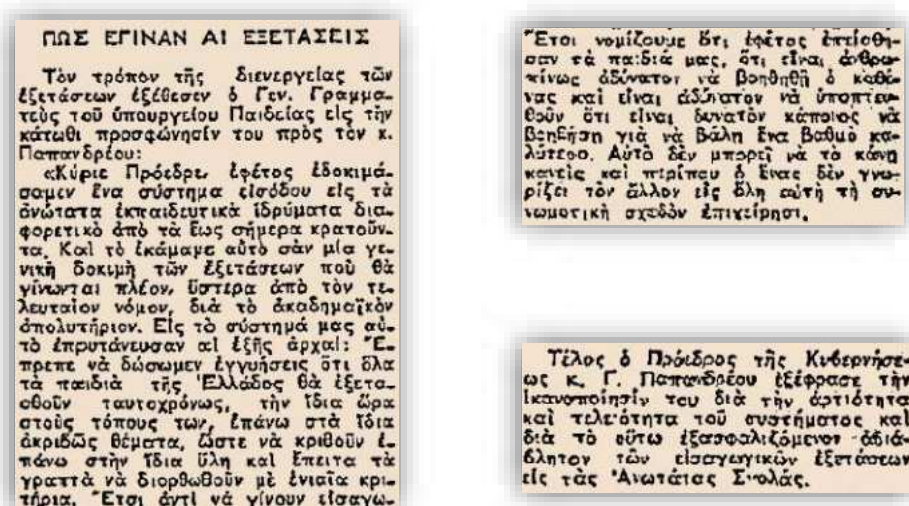 ΠΩΣ ΕΓΙΝΑΝ ΑΙ ΕΞΕΤΑΣΕΙΣ
Τὸν τρόπον τῆς διενεργείας τῶν
ἐξετάσεων ἐξέθεσεν ὁ Γεν. Γραμμα-
τεὺς τοῦ ὑπουργείου Παιδείας εἰς τὴν
κάτωθι προσφώνησίν του πρὸς τὸν κ.
Παπανδρέου:
«Κύριε Πρόεδρε, ἐφέτος ἐδοκιμά-
σαμεν ἕνα σύστημα εἰσόδου εἰς τὰ
ἀνώτατα ἐκπαιδευτικὰ ἱδρύματα δια-
φορετικὸ ἀπὸ τὰ ἕως σήμερα κρατοῦν-
τα. Καὶ τὸ ἐκάμαμε αὐτὸ σὰν μία γε-
νικὴ δοκιμὴ τῶν ἐξετάσεων ποὺ θὰ
γίνωνται πλέον, ὕστερα ἀπὸ τὸν τε-
λευταῖον νόμον, διὰ τὸ ἀκαδημαϊκὸν
ἀπολυτήριον. Εἰς τὸ σύστημά μας αὐ-
τὸ ἐπρυτάνευσαν αἱ ἑξῆς ἀρχαί: Ἔ-
πρεπε νὰ δώσωμεν ἐγγυήσεις ὅτι ὅλα
τὰ παιδιὰ τῆς Ἑλλάδος θὰ ἐξετα-
σθοῦν ταυτοχρόνως, τὴν ἴδια ὥρα
στοὺς τόπους των, ἐπάνω στὰ ἴδια
ἀκριβῶς θέματα, ὥστε νὰ κριθοῦν ἐ-
πάνω στὴν ἴδια ὕλη καὶ ἔπειτα τὰ
γραπτὰ νὰ διορθωθοῦν μὲ ἑνιαῖα κρι-
τήρια. Ἔτσι ἀντὶ νὰ γίνουν εἰσαγω-
Ἔτσι νομίζουμε ὅτι ἐφέτος ἐπείσθη-
σαν τὰ παιδιά μας, ὅτι εἶναι ἀνθρω-
πίνως ἀδύνατον νὰ βοηθηθῆ ὁ καθέ-
νας καὶ εἶναι ἀδύνατον νὰ ὑποπτευ-
θοῦν ὅτι εἶναι δυνατὸν κάποιος νὰ
βοηθήση γιὰ νὰ βάλη ἕνα βαθμὸ κα-
λύτερο. Αὐτὸ δὲν μπορεῖ νὰ τὸ κάνη
κανεὶς καὶ περίπου ὁ ἕνας δὲν γνω-
ρίζει τὸν ἄλλον εἰς ὅλη αὐτὴ τὴ συ-
νωμοτικὴ σχεδὸν ἐπιχείρηση.
Τέλος ὁ Πρόεδρος τῆς Κυβερνήσε-
ως κ. Γ. Παπανδρέου ἐξέφρασε τὴν
ἱκανοποίησίν του διὰ τὴν ἀρτιότητα
καὶ τελειότητα τοῦ συστήματος καὶ
διὰ τὸ οὕτω ἐξασφαλιζόμενον ἀδιά-
βλητον τῶν εἰσαγωγικῶν ἐξετάσεων
εἰς τὰς Ἀνωτάτας Σχολάς.